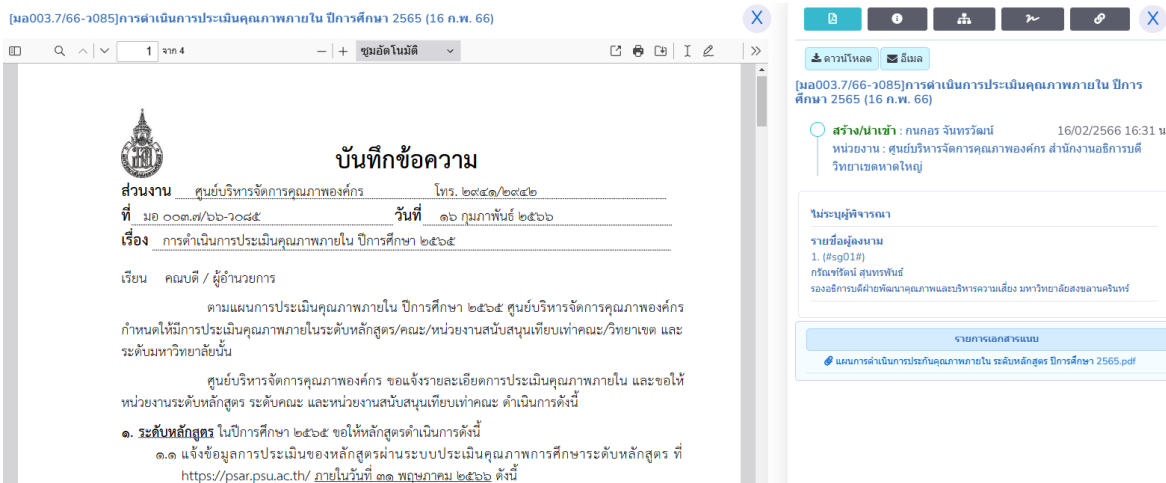 [มอ003.7/66-ว085]การดำเนินการประเมินคุณภาพภายใน ปีการศึกษา 2565 (16 ก.พ. 66)
X
1 จาก 4
ซูมอัตโนมัติ
บันทึกข้อความ
ส่วนงาน ศูนย์บริหารจัดการคุณภาพองค์กร โทร. ๒๙๔๑/๒๙๔๒
ที่ มอ ๐๐๓.๗/๖๖-ว๐๘๕ วันที่ ๑๖ กุมภาพันธ์ ๒๕๖๖
เรื่อง การดำเนินการประเมินคุณภาพภายใน ปีการศึกษา ๒๕๖๕
เรียน คณบดี / ผู้อำนวยการ
ตามแผนการประเมินคุณภาพภายใน ปีการศึกษา ๒๕๖๕ ศูนย์บริหารจัดการคุณภาพองค์กร
กำหนดให้มีการประเมินคุณภาพภายในระดับหลักสูตร/คณะ/หน่วยงานสนับสนุนเทียบเท่าคณะ/วิทยาเขต และ
ระดับมหาวิทยาลัยนั้น
ศูนย์บริหารจัดการคุณภาพองค์กร ขอแจ้งรายละเอียดการประเมินคุณภาพภายใน และขอให้
หน่วยงานระดับหลักสูตร ระดับคณะ และหน่วยงานสนับสนุนเทียบเท่าคณะ ดำเนินการดังนี้
๑. ระดับหลักสูตร ในปีการศึกษา ๒๕๖๕ ขอให้หลักสูตรดำเนินการดังนี้
๑.๑ แจ้งข้อมูลการประเมินของหลักสูตรผ่านระบบประเมินคุณภาพการศึกษาระดับหลักสูตร ที่
https://psar.psu.ac.th/ ภายในวันที่ ๓๑ พฤษภาคม ๒๕๖๖ ดังนี้
X
ดาวน์โหลด
อีเมล
[มอ003.7/66-ว085]การดำเนินการประเมินคุณภาพภายใน ปีการ
ศึกษา 2565 (16 ก.พ. 66)
สร้าง/นำเข้า : กนกอร จันทรวัฒน์ 16/02/2566 16:31 น
หน่วยงาน : ศูนย์บริหารจัดการคุณภาพองค์กร สำนักงานอธิการบดี
วิทยาเขตหาดใหญ่
ไม่ระบุผู้พิจารณา
รายชื่อผู้ลงนาม
1. (#sg01#)
กรัณฑรัตน์ สุนทรพันธ์
รองอธิการบดีฝ่ายพัฒนาคุณภาพและบริหารความเสี่ยง มหาวิทยาลัยสงขลานครินทร์
รายการเอกสารแนบ
แผนการดำเนินการประกันคุณภาพภายใน ระดับหลักสูตร ปีการศึกษา 2565.pdf